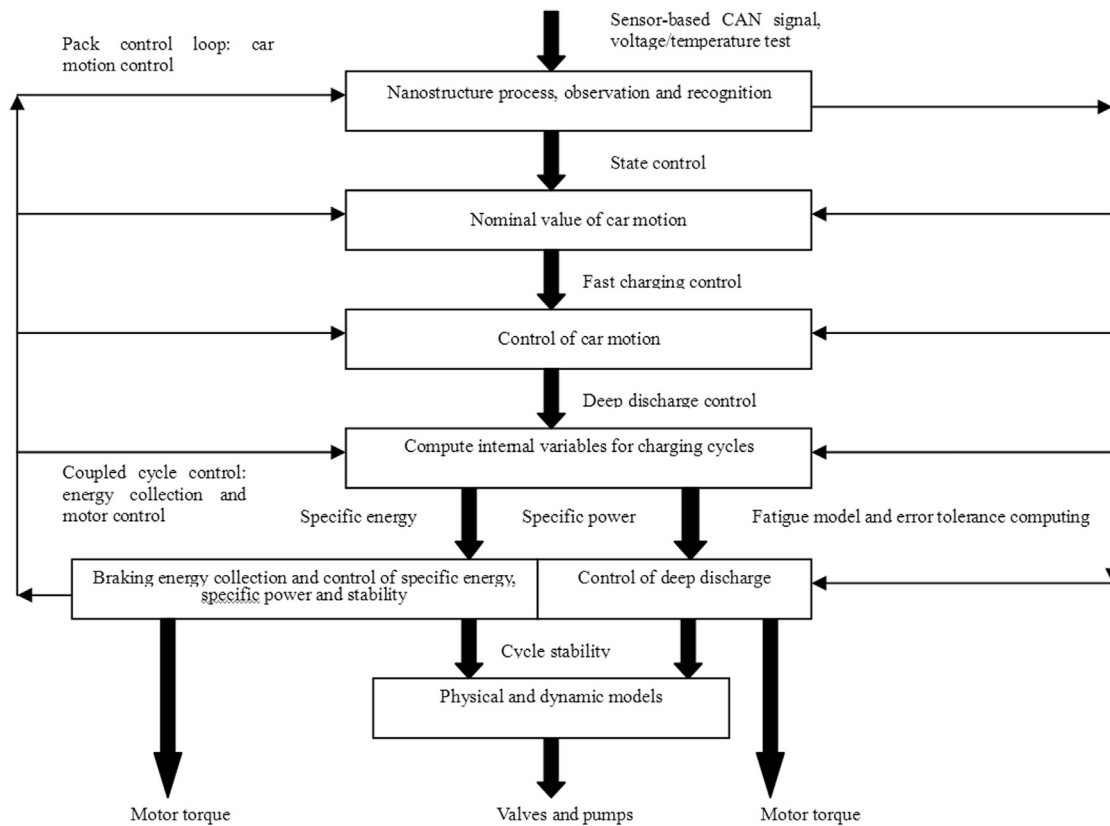 Sensor-based CAN signal,
voltage/temperature test
Pack control loop: car
motion control
Nanostructure process, observation and recognition
State control
Nominal value of car motion
Fast charging control
Control of car motion
Deep discharge control
Compute internal variables for charging cycles
Coupled cycle control:
energy collection and
motor control
Specific energy
Specific power
Fatigue model and error tolerance computing
Braking energy collection and control of specific energy,
specific power and stability
Control of deep discharge
Cycle stability
Physical and dynamic models
Motor torque
Valves and pumps
Motor torque